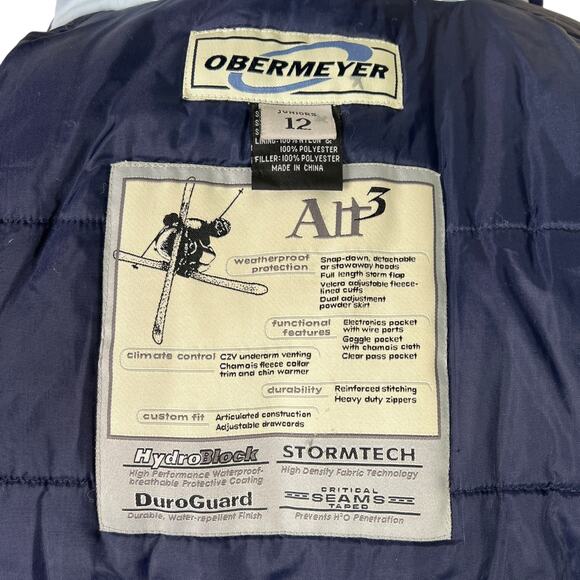 OBERMEYER
JUNIORS
12
LINING: 100% NYLON &
100% POLYESTER
FILLER: 100% POLYESTER
MADE IN CHINA
Alt3
weatherproof protection
Snap-down, detachable
or stowaway hoods
Full length storm flap
Velcro adjustable fleece-
lined cuffs
Dual adjustment
powder skirt
functional features
Electronics pocket
with wire ports
Goggle pocket
with chamois cloth
Clear pass pocket
climate control
CZV underarm venting
Chamois fleece collar
trim and chin warmer
durability
Reinforced stitching
Heavy duty zippers
custom fit
Articulated construction
Adjustable drawcords
HydroBlock
High Performance Waterproof-
breathable Protective Coating
STORMTECH
High Density Fabric Technology
DuroGuard
Durable, Water-repellent Finish
CRITICAL
SEAMS
TAPED
Prevents H2O Penetration